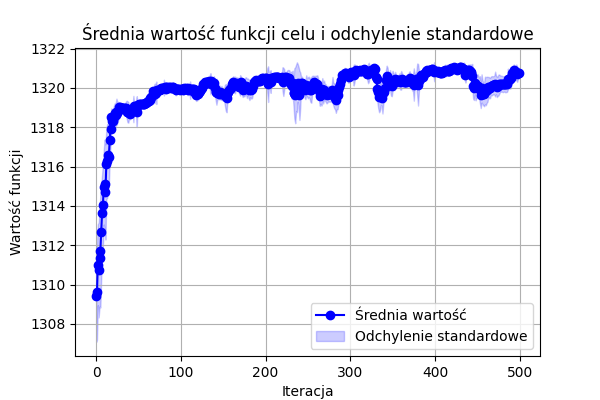 Średnia wartość funkcji celu i odchylenie standardowe
1322
1320
1318
1316
1314
1312
1310
1308
Wartość funkcji
0 100 200 300 400 500
Iteracja
Średnia wartość
Odchylenie standardowe